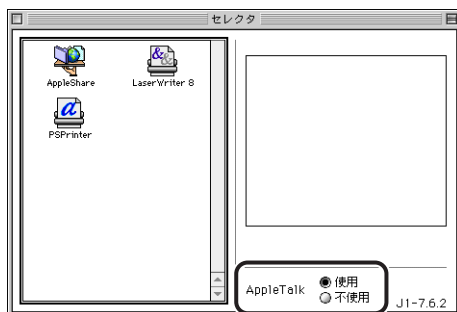 セレクタ
AppleShare
LaserWriter 8
PSPrinter
AppleTalk
使用
不使用
J1-7.6.2